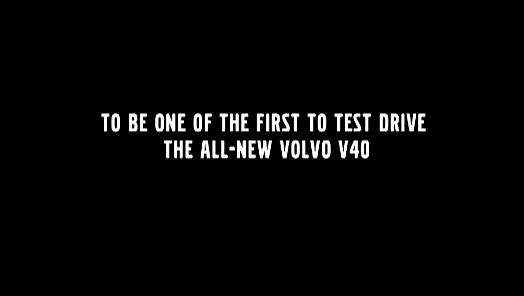 TO BE ONE OF THE FIRST TO TEST DRIVE
THE ALL-NEW VOLVO V40